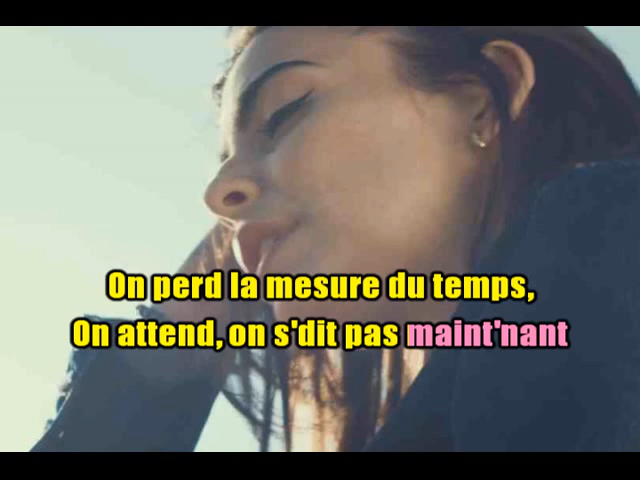 On perd la mesure du temps,
On attend, on s'dit pas maint'nant